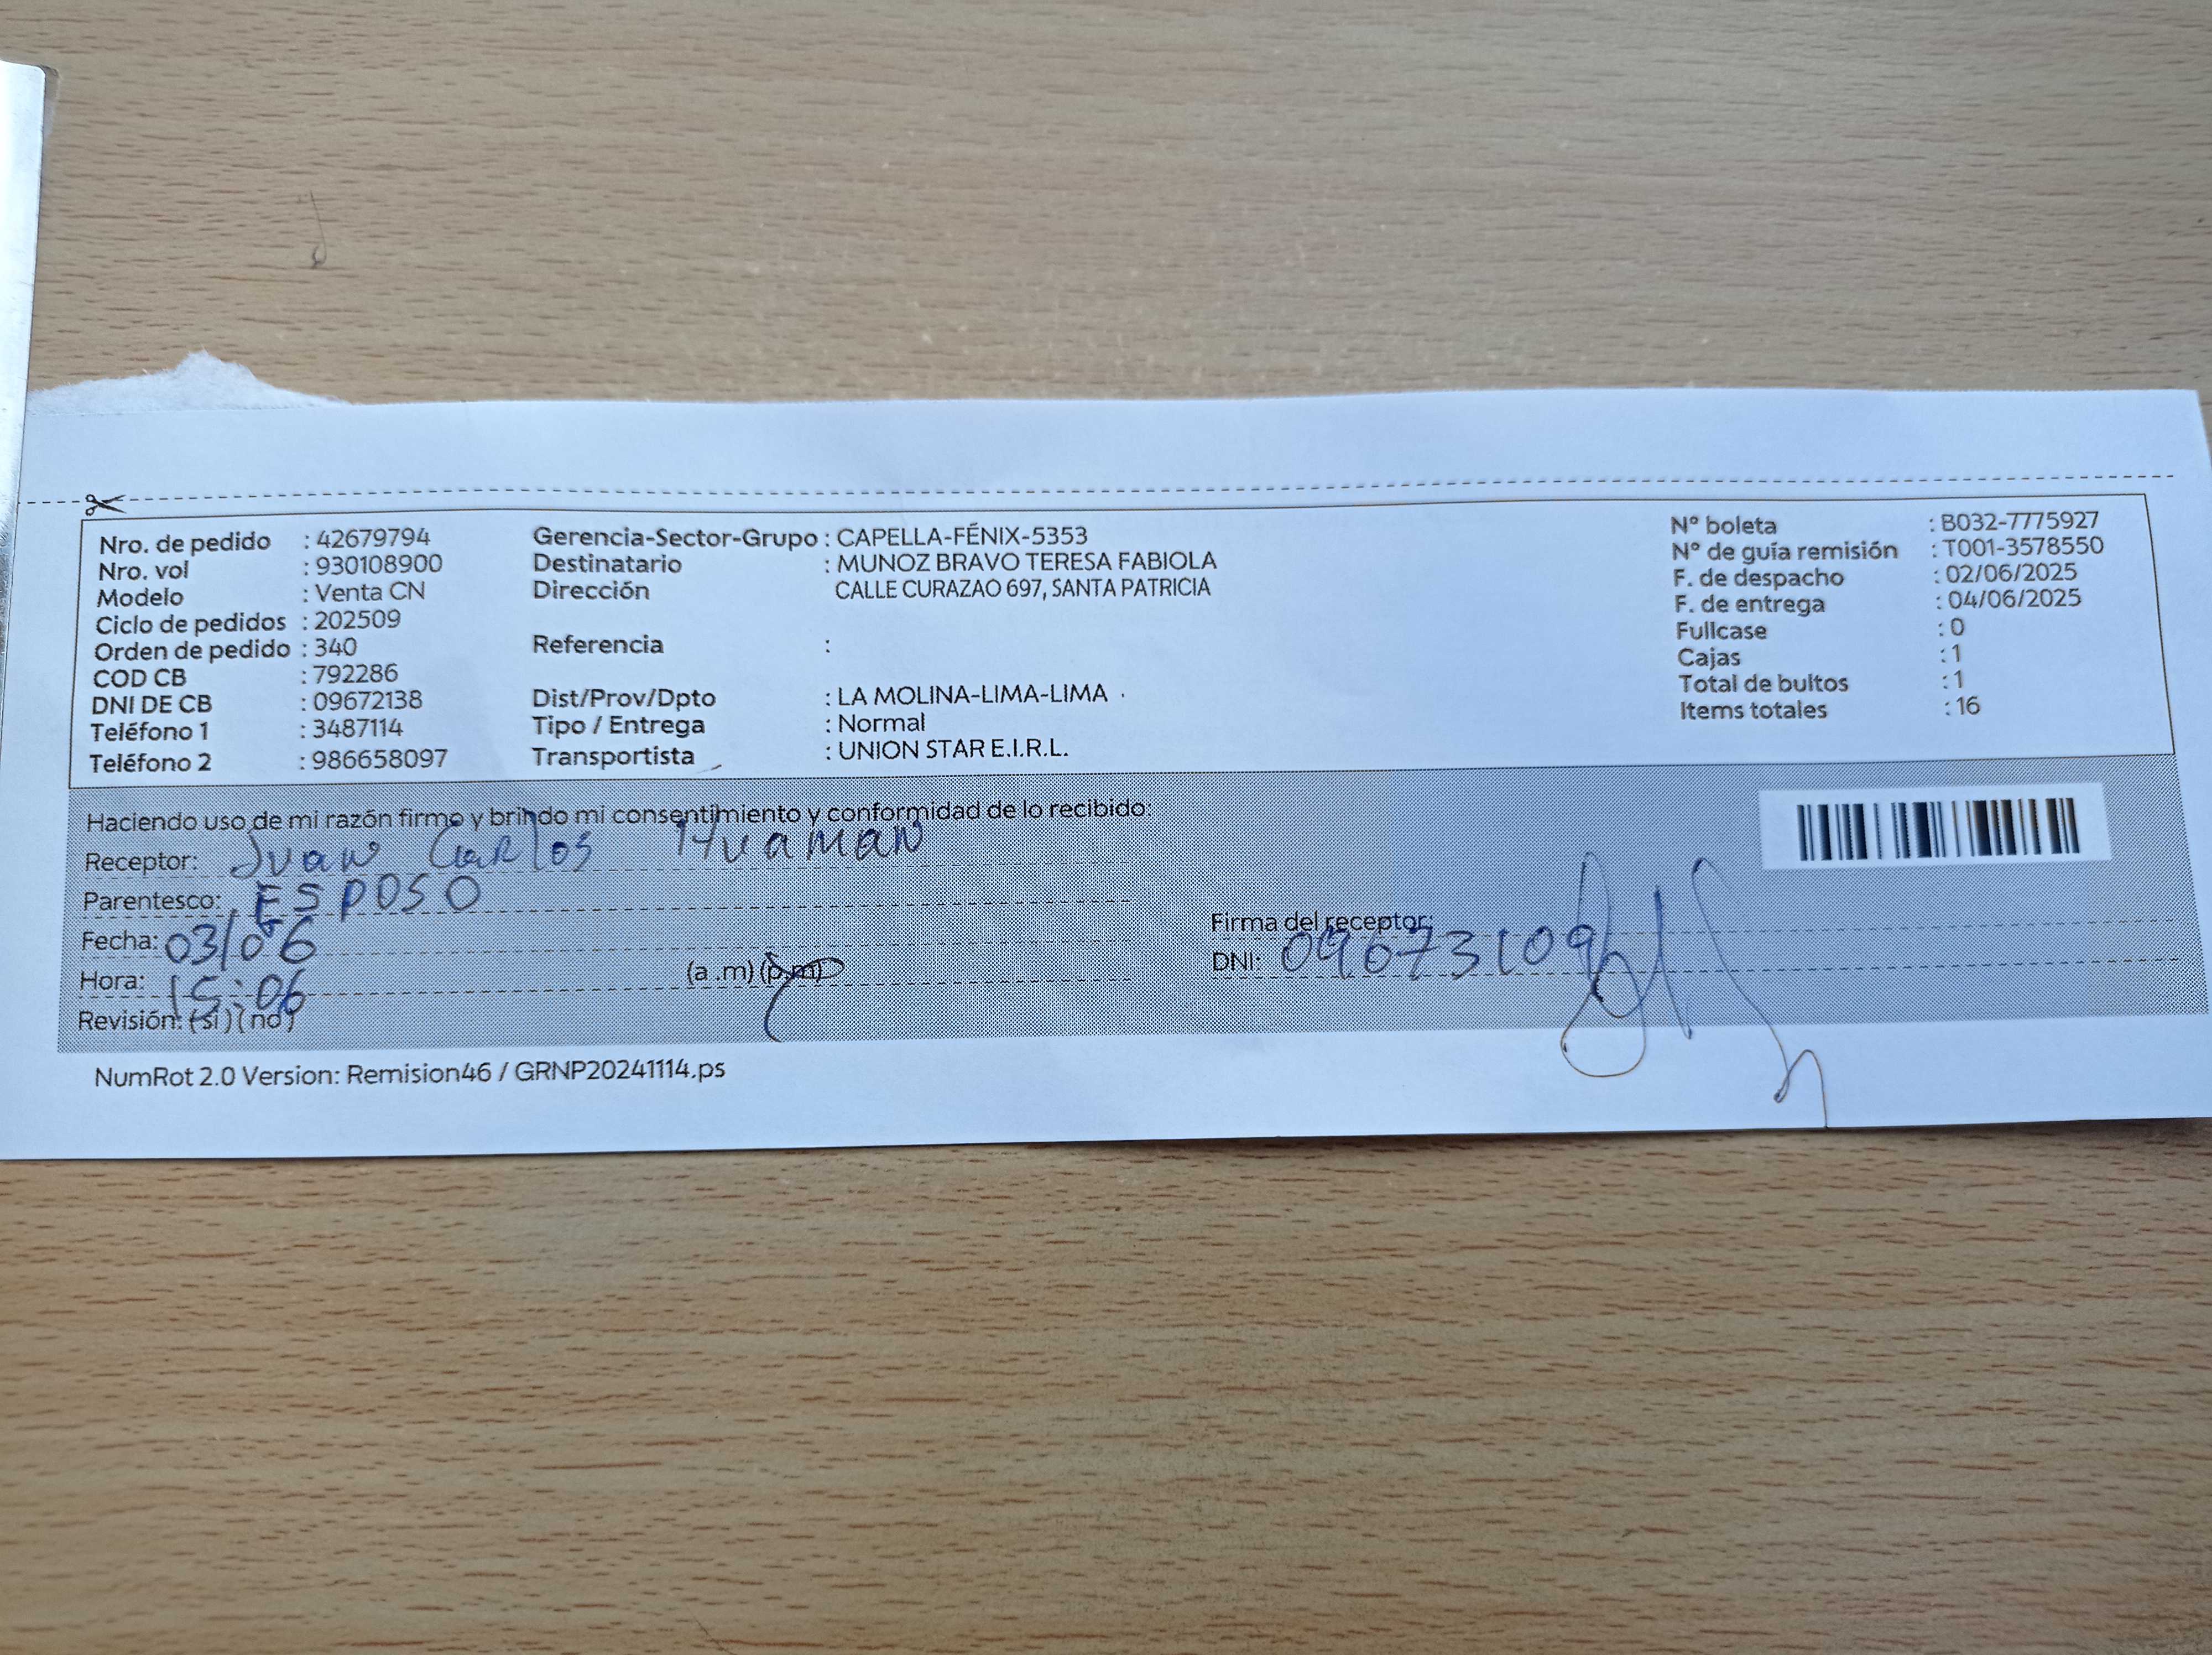 Nro. de pedido : 42679794
Nro. vol : 930108900
Modelo : Venta CN
Ciclo de pedidos : 202509
Orden de pedido : 340
COD CB : 792286
DNI DE CB : 09672138
Teléfono 1 : 3487114
Teléfono 2 : 986658097
Gerencia-Sector-Grupo : CAPELLA-FÉNIX-5353
Destinatario : MUNOZ BRAVO TERESA FABIOLA
Dirección CALLE CURAZAO 697, SANTA PATRICIA
Referencia :
Dist/Prov/Dpto : LA MOLINA-LIMA-LIMA
Tipo / Entrega : Normal
Transportista : UNION STAR E.I.R.L.
N° boleta : B032-7775927
N° de guía remisión : T001-3578550
F. de despacho : 02/06/2025
F. de entrega : 04/06/2025
Fullcase : 0
Cajas : 1
Total de bultos : 1
Items totales : 16
Haciendo uso de mi razón firmo y brindo mi consentimiento y conformidad de lo recibido:
Receptor: Juan Carlos Huaman
Parentesco: ESPOSO
Fecha: 03/06
Hora: 15:06 (a .m) (p.m)
Revisión: (si) (no)
Firma del receptor:
DNI: 09673109
NumRot 2.0 Version: Remision46 / GRNP20241114.ps